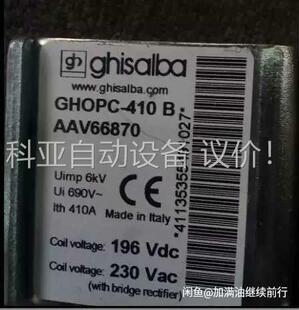 ghisalba
www.ghisalba.com
GHOPC-410 B
AAV66870
科亚自动设备 议价!
Uimp 6kV
Ui 690V~
Ith 410A
Made in Italy
CE
Coil voltage: 196 Vdc
Coil voltage: 230 Vac
(with bridge rectifier)
闲鱼@加满油继续前行